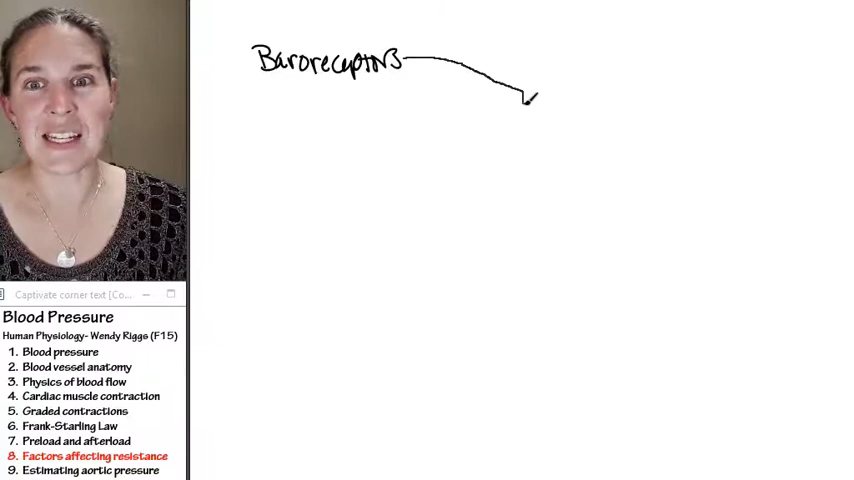 Baroreceptors
Captivate corner text [Co...
Blood Pressure
Human Physiology- Wendy Riggs (F15)
1. Blood pressure
2. Blood vessel anatomy
3. Physics of blood flow
4. Cardiac muscle contraction
5. Graded contractions
6. Frank-Starling Law
7. Preload and afterload
8. Factors affecting resistance
9. Estimating aortic pressure